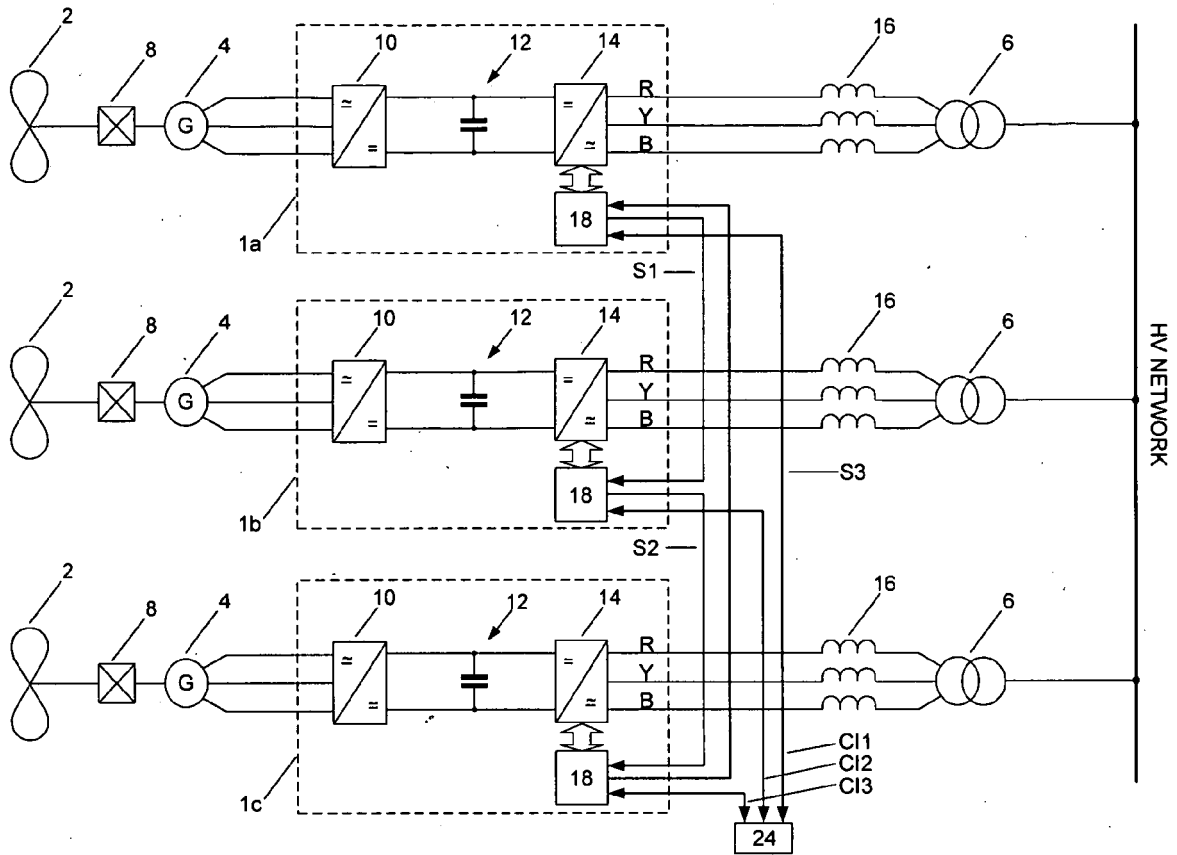 2
8
4
10
12
14
16
6
G
≃
=
=
≃
R
Y
B
18
1a
S1
2
8
4
10
12
14
16
6
G
≃
=
=
≃
R
Y
B
18
1b
S2
S3
HV NETWORK
2
8
4
10
12
14
16
6
G
≃
=
=
≃
R
Y
B
18
1c
CI1
CI2
CI3
24